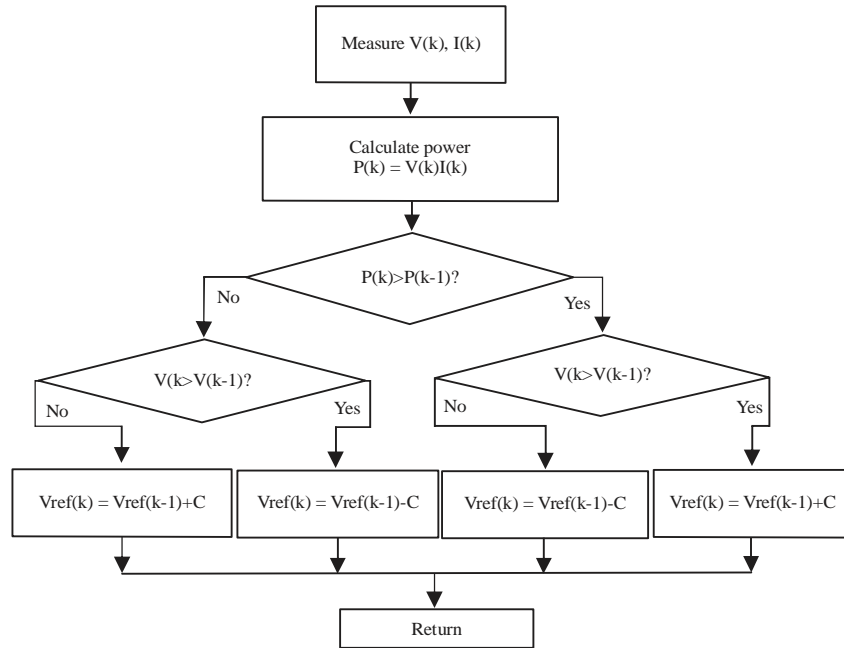 Measure V(k), I(k)
Calculate power
P(k) = V(k)I(k)
P(k)>P(k-1)?
No
Yes
V(k>V(k-1)?
V(k>V(k-1)?
No
Yes
No
Yes
Vref(k) = Vref(k-1)+C
Vref(k) = Vref(k-1)-C
Vref(k) = Vref(k-1)-C
Vref(k) = Vref(k-1)+C
Return